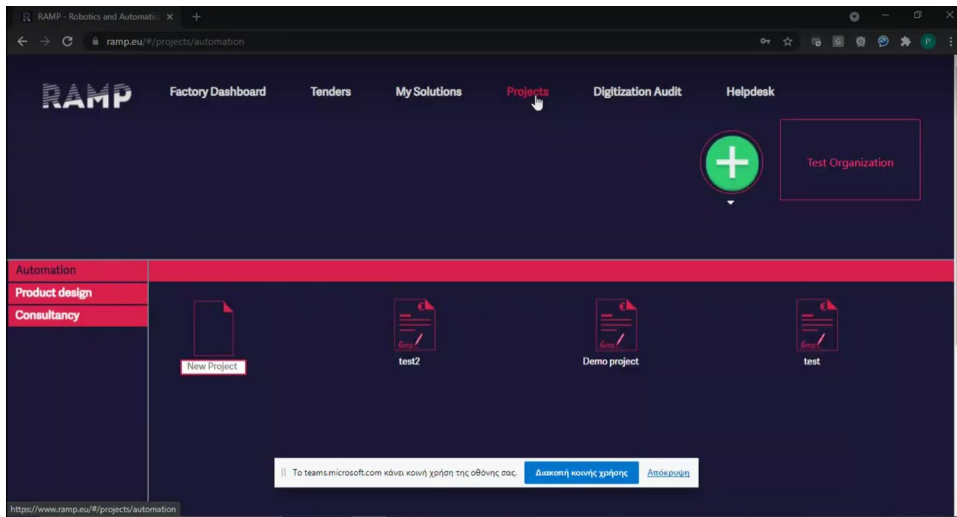 RAMP - Robotics and Automatio
ramp.eu/#/projects/automation
P
RAMP
Factory Dashboard
Tenders
My Solutions
Projects
Digitization Audit
Helpdesk
Test Organization
Automation
Product design
Consultancy
New Project
test2
Demo project
test
Το teams.microsoft.com κάνει κοινή χρήση της οθόνης σας.
Διακοπή κοινής χρήσης
Απόκρυψη
https://www.ramp.eu/#/projects/automation